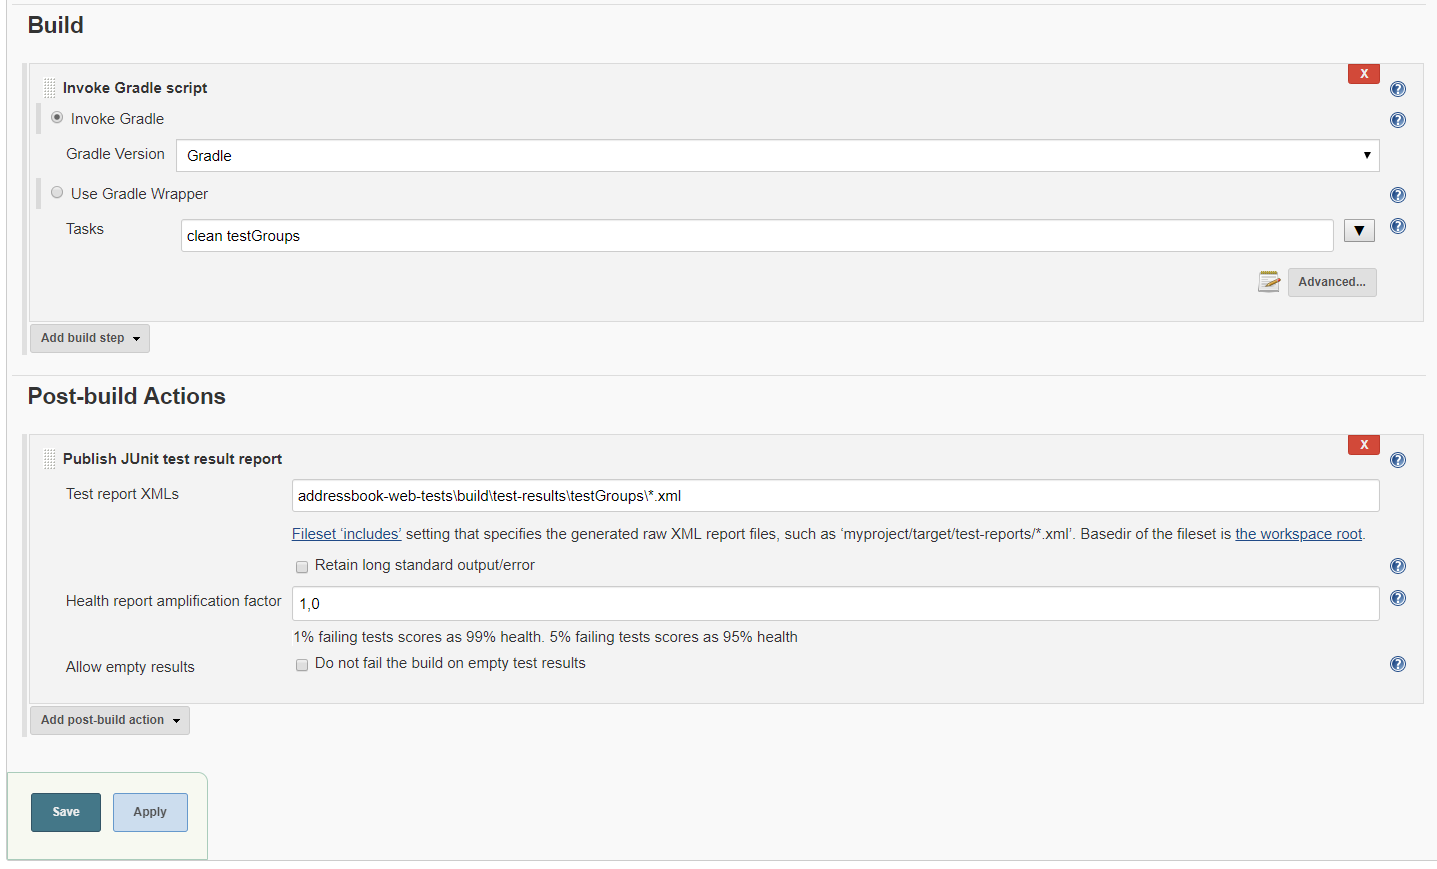 Build
Invoke Gradle script
X
Invoke Gradle
Gradle Version
Gradle
Use Gradle Wrapper
Tasks
clean testGroups
Advanced...
Add build step
Post-build Actions
Publish JUnit test result report
X
Test report XMLs
addressbook-web-tests\build\test-results\testGroups\*.xml
Fileset ‘includes’ setting that specifies the generated raw XML report files, such as ‘myproject/target/test-reports/*.xml’. Basedir of the fileset is the workspace root.
Retain long standard output/error
Health report amplification factor
1,0
1% failing tests scores as 99% health. 5% failing tests scores as 95% health
Allow empty results
Do not fail the build on empty test results
Add post-build action
Save
Apply